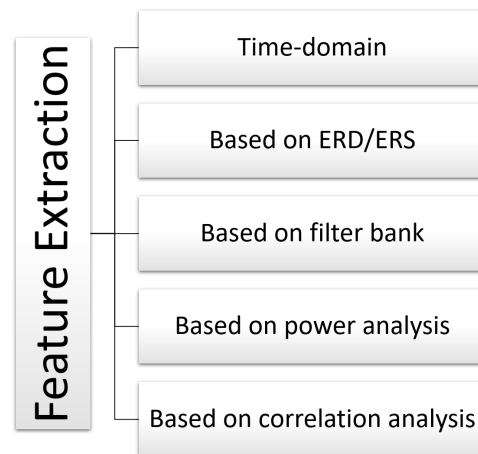 Feature Extraction
Time-domain
Based on ERD/ERS
Based on filter bank
Based on power analysis
Based on correlation analysis